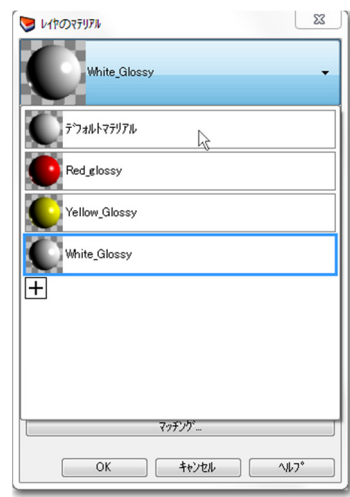 ﾚｲﾔのﾏﾃﾘｱﾙ
White_Glossy
ﾃﾞﾌｫﾙﾄﾏﾃﾘｱﾙ
Red_glossy
Yellow_Glossy
White_Glossy
ﾏｯﾁﾝｸﾞ...
OK
ｷｬﾝｾﾙ
ﾍﾙﾌﾟ